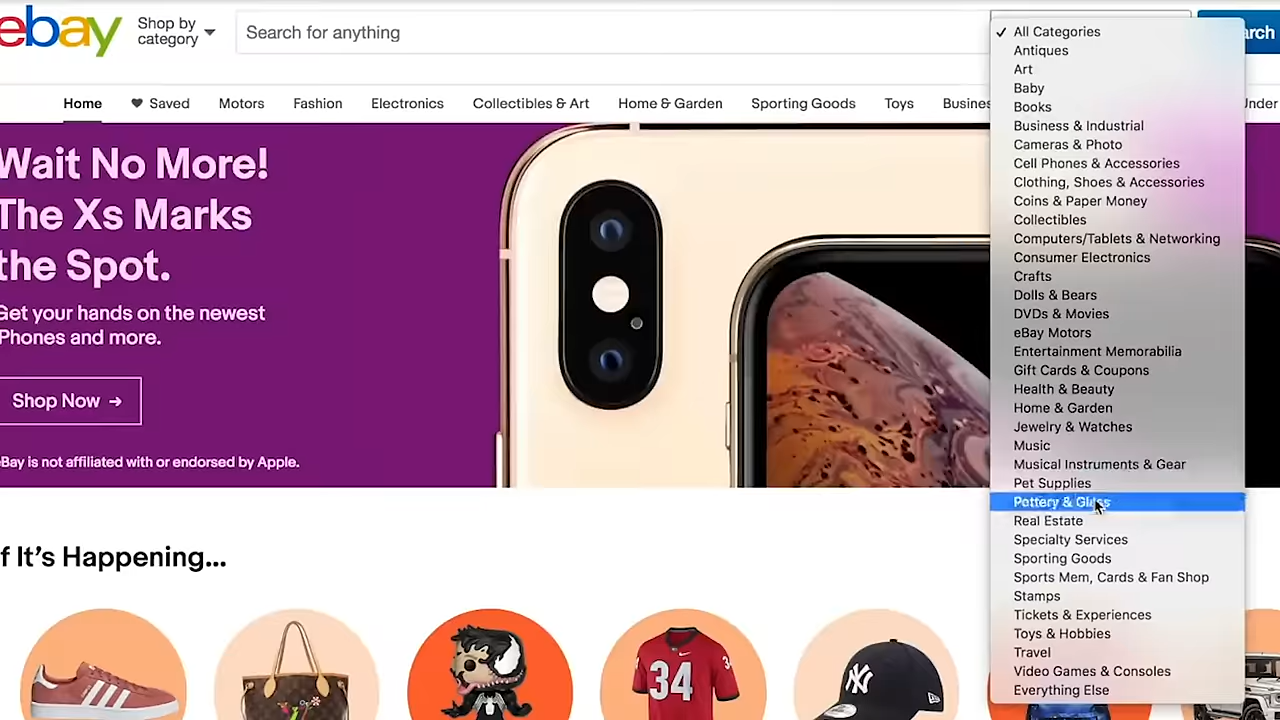 ebay
Shop by
category
Search for anything
arch
Home
Saved
Motors
Fashion
Electronics
Collectibles & Art
Home & Garden
Sporting Goods
Toys
Busines
Under
Wait No More!
The Xs Marks
the Spot.
Get your hands on the newest
iPhones and more.
Shop Now →
eBay is not affiliated with or endorsed by Apple.
✓ All Categories
Antiques
Art
Baby
Books
Business & Industrial
Cameras & Photo
Cell Phones & Accessories
Clothing, Shoes & Accessories
Coins & Paper Money
Collectibles
Computers/Tablets & Networking
Consumer Electronics
Crafts
Dolls & Bears
DVDs & Movies
eBay Motors
Entertainment Memorabilia
Gift Cards & Coupons
Health & Beauty
Home & Garden
Jewelry & Watches
Music
Musical Instruments & Gear
Pet Supplies
Pottery & Glass
Real Estate
Specialty Services
Sporting Goods
Sports Mem, Cards & Fan Shop
Stamps
Tickets & Experiences
Toys & Hobbies
Travel
Video Games & Consoles
Everything Else
f It’s Happening...
34
NY